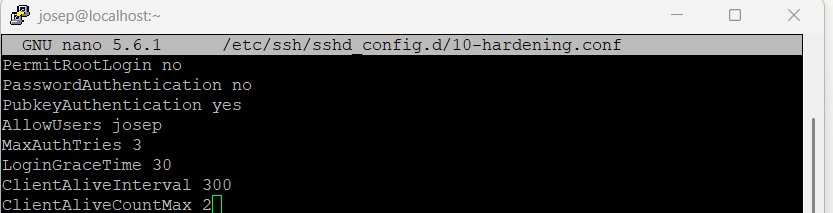 josep@localhost:~
GNU nano 5.6.1 /etc/ssh/sshd_config.d/10-hardening.conf
PermitRootLogin no
PasswordAuthentication no
PubkeyAuthentication yes
AllowUsers josep
MaxAuthTries 3
LoginGraceTime 30
ClientAliveInterval 300
ClientAliveCountMax 2